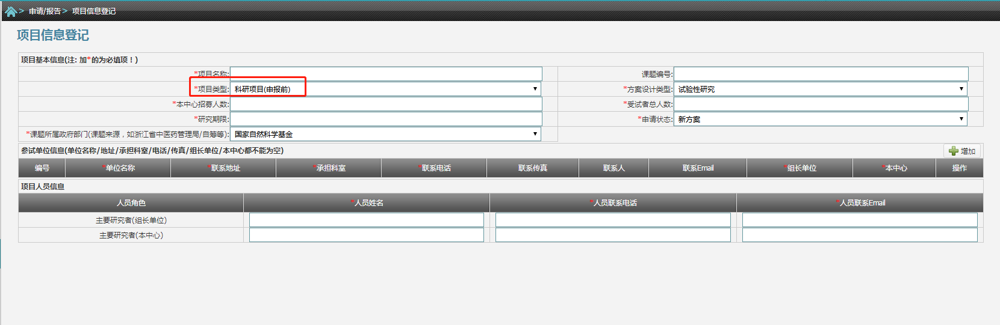 > 申请/报告 > 项目信息登记
项目信息登记
项目基本信息(注: 加*的为必填项！)
*项目名称: 课题编号:
*项目类型: 科研项目(申报前) *方案设计类型: 试验性研究
*本中心招募人数: *受试者总人数:
*研究期限: *申请状态: 新方案
*课题所属政府部门(课题来源，如浙江省中医药管理局/自筹等): 国家自然科学基金
参试单位信息(单位名称/地址/承担科室/电话/传真/组长单位/本中心都不能为空) 增加
编号 *单位名称 *联系地址 *承担科室 *联系电话 联系传真 联系人 联系Email *组长单位 *本中心 操作
项目人员信息
人员角色 *人员姓名 *人员联系电话 *人员联系Email
主要研究者(组长单位)
主要研究者(本中心)